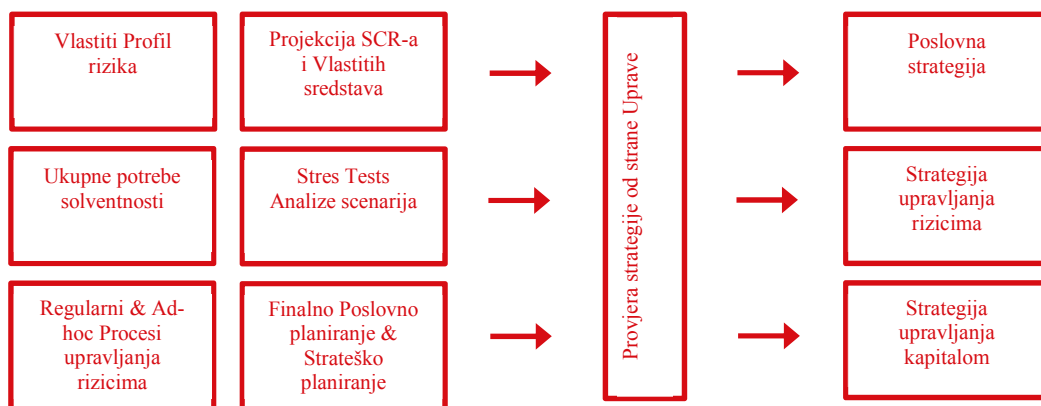 Vlastiti Profil
rizika
Projekcija SCR-a
i Vlastitih
sredstava
Ukupne potrebe
solventnosti
Stres Tests
Analize scenarija
Regularni & Ad-
hoc Procesi
upravljanja
rizicima
Finalno Poslovno
planiranje &
Strateško
planiranje
Provjera strategije od strane Uprave
Poslovna
strategija
Strategija
upravljanja
rizicima
Strategija
upravljanja
kapitalom